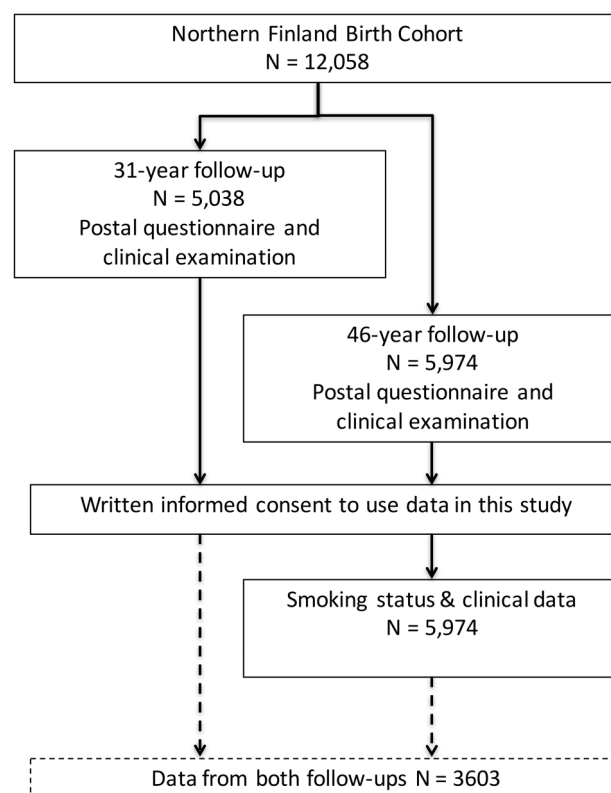 Northern Finland Birth Cohort
N = 12,058
31-year follow-up
N = 5,038
Postal questionnaire and
clinical examination
46-year follow-up
N = 5,974
Postal questionnaire and
clinical examination
Written informed consent to use data in this study
Smoking status & clinical data
N = 5,974
Data from both follow-ups N = 3603